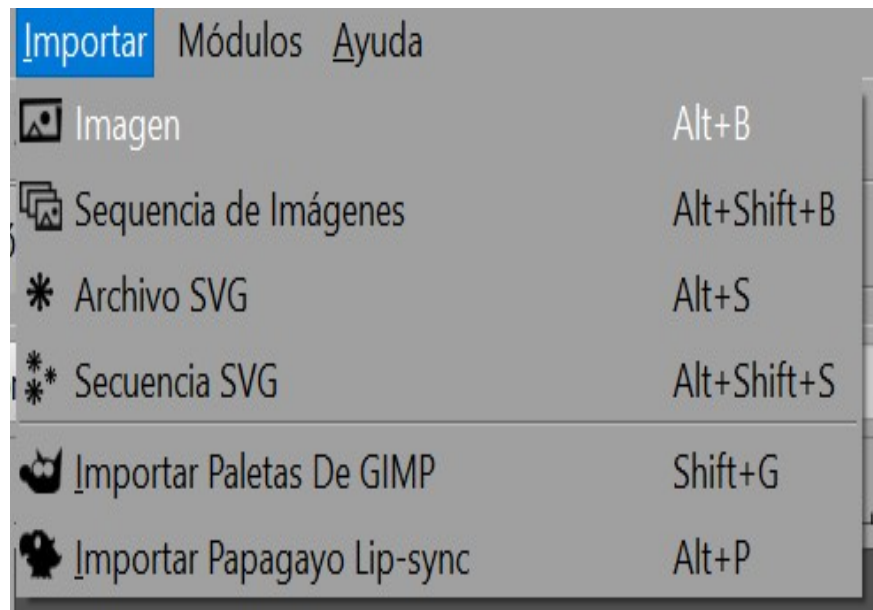 Importar Módulos Ayuda
Imagen Alt+B
Sequencia de Imágenes Alt+Shift+B
Archivo SVG Alt+S
Secuencia SVG Alt+Shift+S
Importar Paletas De GIMP Shift+G
Importar Papagayo Lip-sync Alt+P